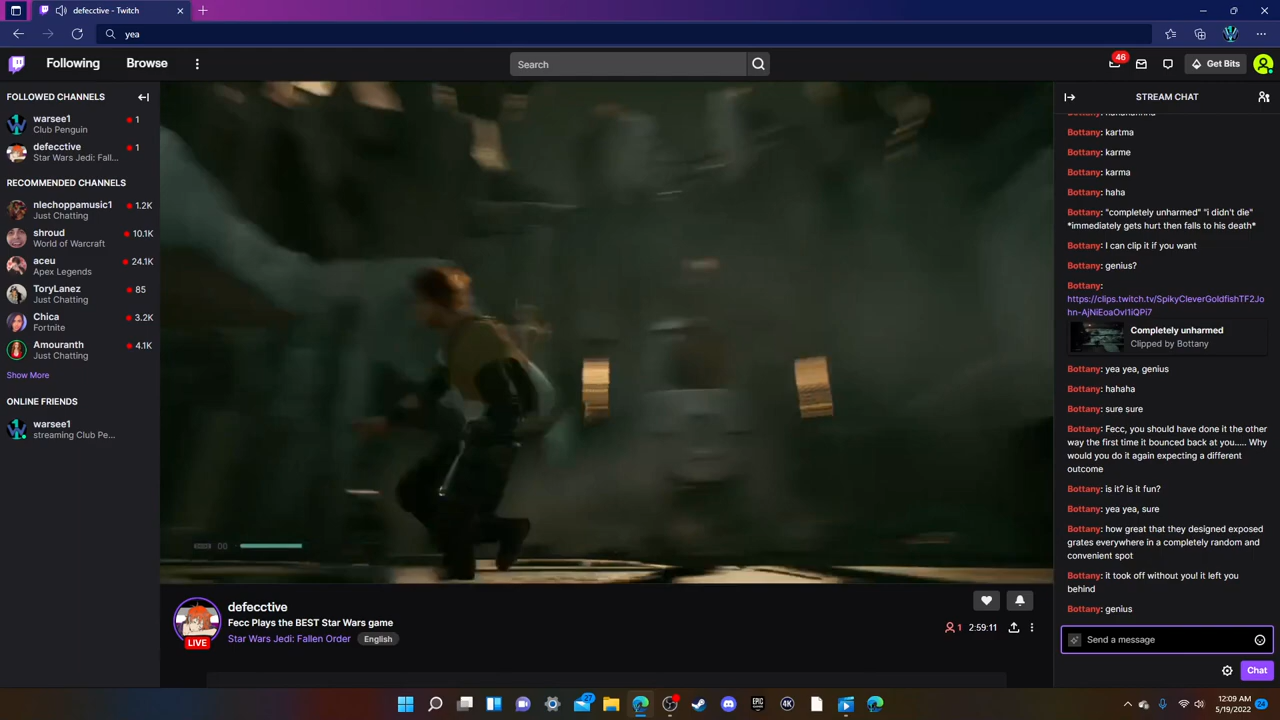 defecctive - Twitch
yea
Following
Browse
Search
46
Get Bits
FOLLOWED CHANNELS
warsee1
1
Club Penguin
defecctive
1
Star Wars Jedi: Fall...
RECOMMENDED CHANNELS
nlechoppamusic1
1.2K
Just Chatting
shroud
10.1K
World of Warcraft
aceu
24.1K
Apex Legends
ToryLanez
85
Just Chatting
Chica
3.2K
Fortnite
Amouranth
4.1K
Just Chatting
Show More
ONLINE FRIENDS
warsee1
streaming Club Pe...
00
defecctive
Fecc Plays the BEST Star Wars game
Star Wars Jedi: Fallen Order English
LIVE
1 2:59:11
STREAM CHAT
Bottany: kartma
Bottany: karme
Bottany: karma
Bottany: haha
Bottany: "completely unharmed" "i didn't die"
*immediately gets hurt then falls to his death*
Bottany: I can clip it if you want
Bottany: genius?
Bottany:
https://clips.twitch.tv/SpikyCleverGoldfishTF2Jo
hn-AjNiEoaOvI1iQPi7
Completely unharmed
Clipped by Bottany
Bottany: yea yea, genius
Bottany: hahaha
Bottany: sure sure
Bottany: Fecc, you should have done it the other
way the first time it bounced back at you..... Why
would you do it again expecting a different
outcome
Bottany: is it? is it fun?
Bottany: yea yea, sure
Bottany: how great that they designed exposed
grates everywhere in a completely random and
convenient spot
Bottany: it took off without you! it left you
behind
Bottany: genius
Send a message
Chat
27
EPIC
4K
12:09 AM
5/19/2022
24